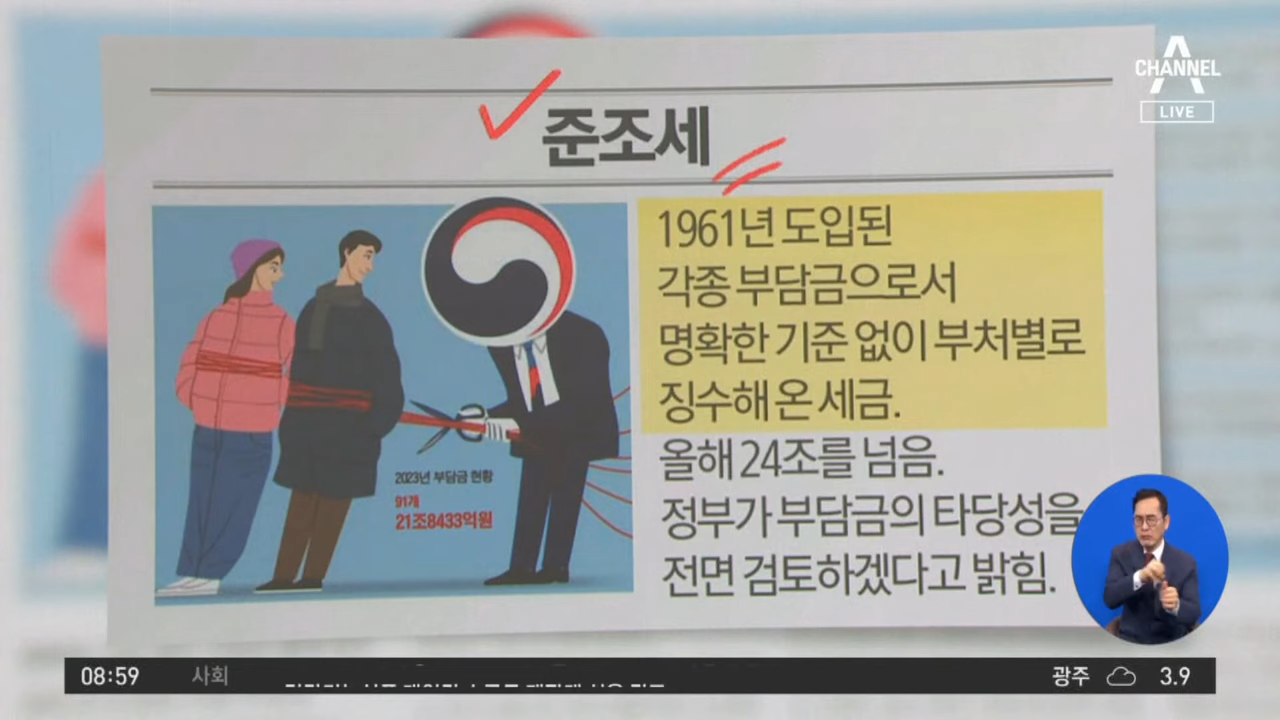 CHANNEL A
LIVE
준조세
1961년 도입된
각종 부담금으로서
명확한 기준 없이 부처별로
징수해 온 세금.
올해 24조를 넘음.
정부가 부담금의 타당성을
전면 검토하겠다고 밝힘.
2023년 부담금 현황
91개
21조8433억원
08:59
사회
광주
3.9